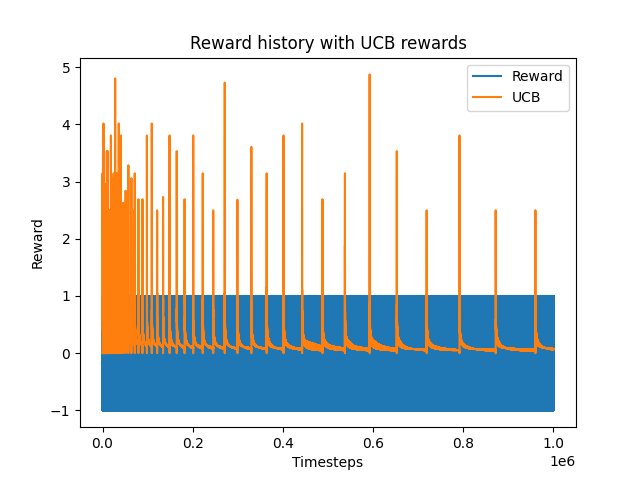 Reward history with UCB rewards
Reward
UCB
Reward
5
4
3
2
1
0
−1
0.0 0.2 0.4 0.6 0.8 1.0
1e6
Timesteps